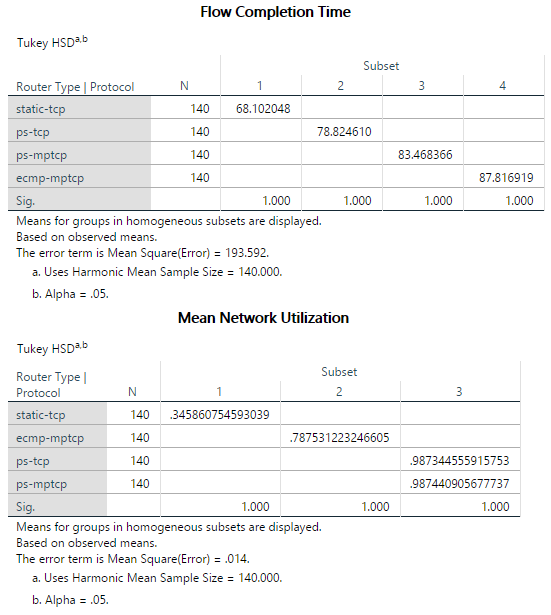 Flow Completion Time
Tukey HSDa,b
Subset
Router Type | Protocol N 1 2 3 4
static-tcp 140 68.102048
ps-tcp 140 78.824610
ps-mptcp 140 83.468366
ecmp-mptcp 140 87.816919
Sig. 1.000 1.000 1.000 1.000
Means for groups in homogeneous subsets are displayed.
Based on observed means.
The error term is Mean Square(Error) = 193.592.
a. Uses Harmonic Mean Sample Size = 140.000.
b. Alpha = .05.
Mean Network Utilization
Tukey HSDa,b
Router Type |
Protocol N
Subset
1 2 3
static-tcp 140 .345860754593039
ecmp-mptcp 140 .787531223246605
ps-tcp 140 .987344555915753
ps-mptcp 140 .987440905677737
Sig. 1.000 1.000 1.000
Means for groups in homogeneous subsets are displayed.
Based on observed means.
The error term is Mean Square(Error) = .014.
a. Uses Harmonic Mean Sample Size = 140.000.
b. Alpha = .05.